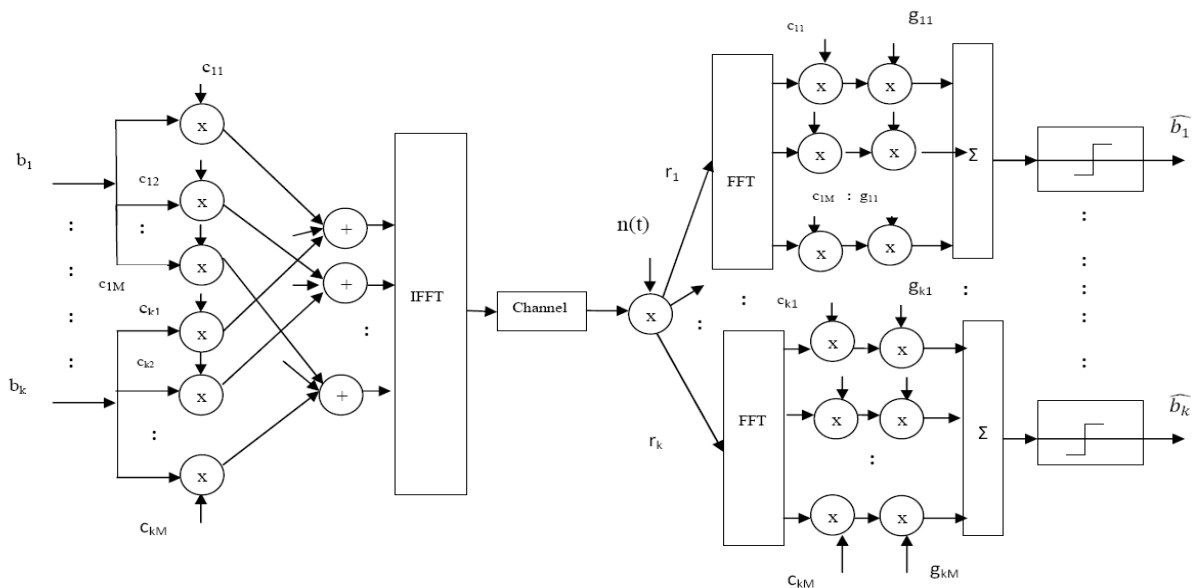 b₁
:
:
:
bₖ
c₁₁
x
c₁₂
x
:
:
c₁M
x
cₖ₁
x
cₖ₂
x
:
x
cₖM
+
+
:
+
IFFT
Channel
n(t)
x
r₁
:
:
rₖ
FFT
c₁₁
g₁₁
x
x
x
x
c₁M : g₁₁
x
x
Σ
b̂₁
:
:
:
:
:
:
FFT
cₖ₁
gₖ₁
x
x
x
x
:
x
x
cₖM
gₖM
Σ
b̂ₖ